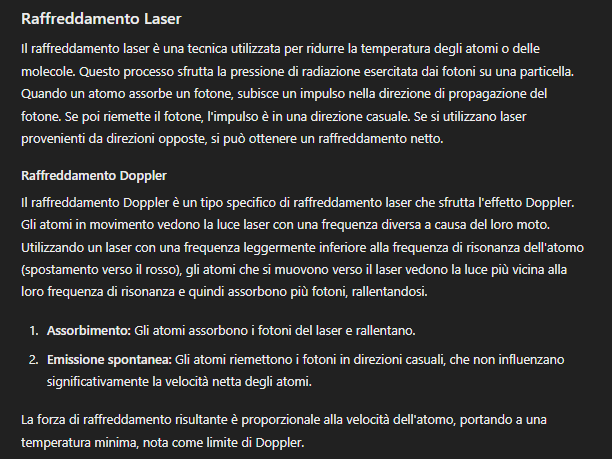 Raffreddamento Laser
Il raffreddamento laser è una tecnica utilizzata per ridurre la temperatura degli atomi o delle
molecole. Questo processo sfrutta la pressione di radiazione esercitata dai fotoni su una particella.
Quando un atomo assorbe un fotone, subisce un impulso nella direzione di propagazione del
fotone. Se poi riemette il fotone, l'impulso è in una direzione casuale. Se si utilizzano laser
provenienti da direzioni opposte, si può ottenere un raffreddamento netto.
Raffreddamento Doppler
Il raffreddamento Doppler è un tipo specifico di raffreddamento laser che sfrutta l'effetto Doppler.
Gli atomi in movimento vedono la luce laser con una frequenza diversa a causa del loro moto.
Utilizzando un laser con una frequenza leggermente inferiore alla frequenza di risonanza dell'atomo
(spostamento verso il rosso), gli atomi che si muovono verso il laser vedono la luce più vicina alla
loro frequenza di risonanza e quindi assorbono più fotoni, rallentandosi.
1. Assorbimento: Gli atomi assorbono i fotoni del laser e rallentano.
2. Emissione spontanea: Gli atomi riemettono i fotoni in direzioni casuali, che non influenzano
significativamente la velocità netta degli atomi.
La forza di raffreddamento risultante è proporzionale alla velocità dell'atomo, portando a una
temperatura minima, nota come limite di Doppler.